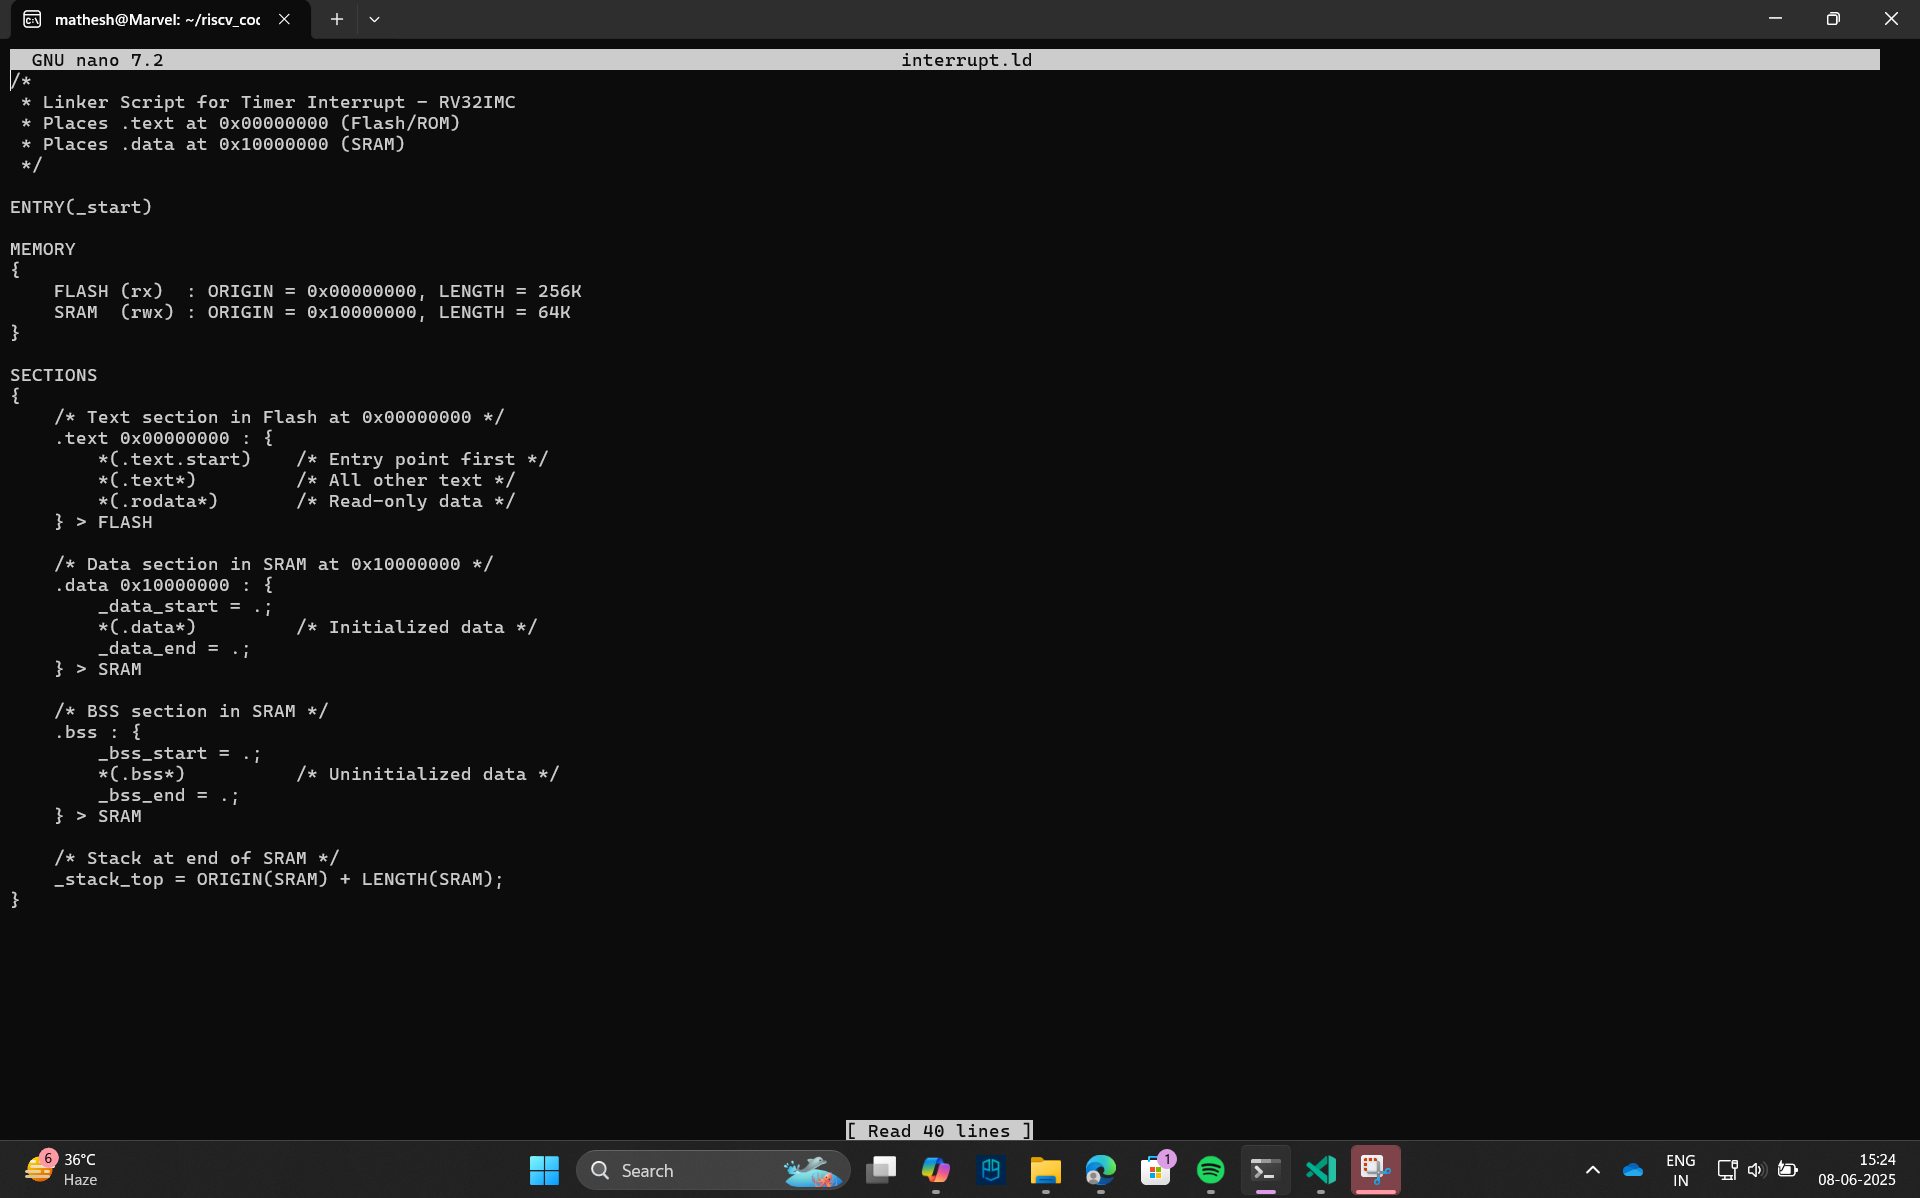 mathesh@Marvel: ~/riscv_coc
GNU nano 7.2 interrupt.ld
/*
 * Linker Script for Timer Interrupt - RV32IMC
 * Places .text at 0x00000000 (Flash/ROM)
 * Places .data at 0x10000000 (SRAM)
 */
ENTRY(_start)
MEMORY
{
    FLASH (rx)  : ORIGIN = 0x00000000, LENGTH = 256K
    SRAM  (rwx) : ORIGIN = 0x10000000, LENGTH = 64K
}
SECTIONS
{
    /* Text section in Flash at 0x00000000 */
    .text 0x00000000 : {
        *(.text.start)    /* Entry point first */
        *(.text*)         /* All other text */
        *(.rodata*)       /* Read-only data */
    } > FLASH
    /* Data section in SRAM at 0x10000000 */
    .data 0x10000000 : {
        _data_start = .;
        *(.data*)         /* Initialized data */
        _data_end = .;
    } > SRAM
    /* BSS section in SRAM */
    .bss : {
        _bss_start = .;
        *(.bss*)          /* Uninitialized data */
        _bss_end = .;
    } > SRAM
    /* Stack at end of SRAM */
    _stack_top = ORIGIN(SRAM) + LENGTH(SRAM);
}
[ Read 40 lines ]
6 36°C
Haze
Search
1
ENG
IN
15:24
08-06-2025